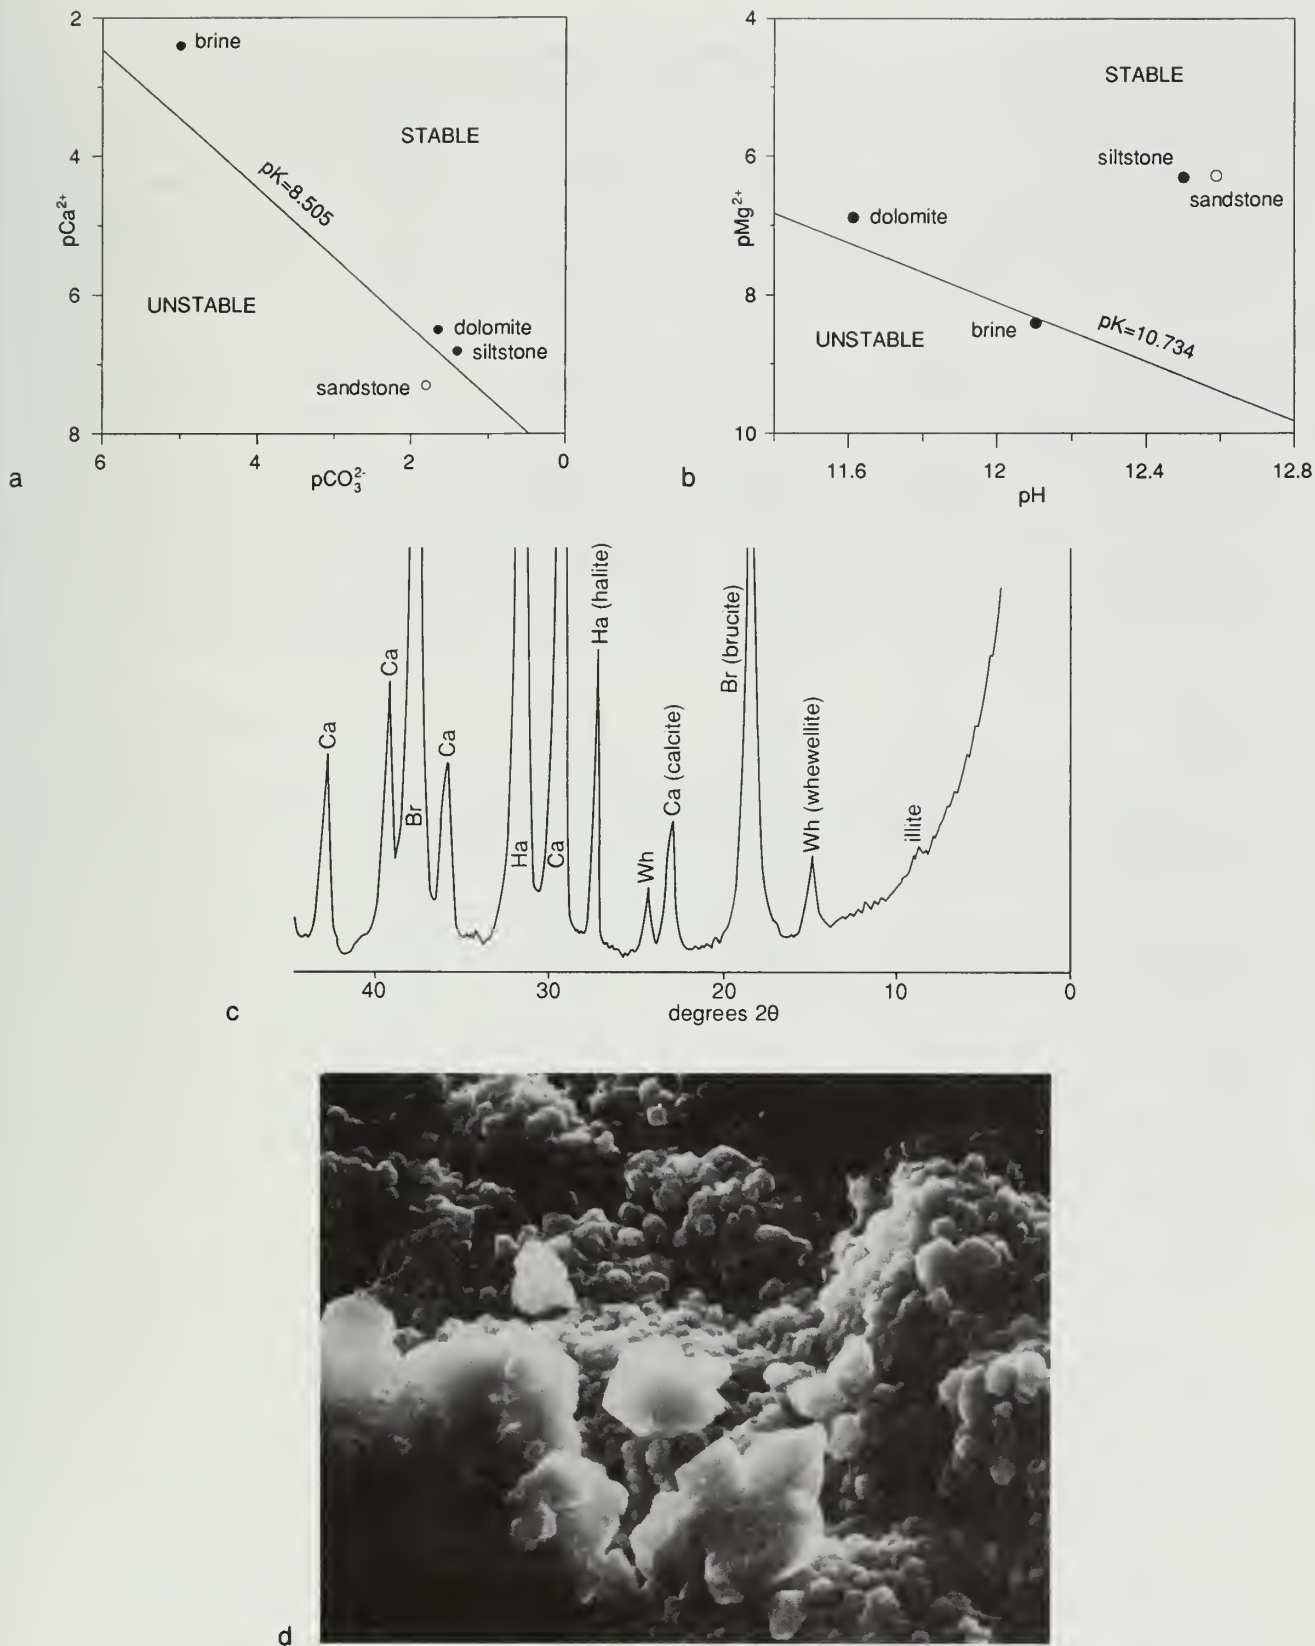 2
brine
STABLE
4
pK=8.505
pCa²⁺
6
UNSTABLE
dolomite
siltstone
sandstone
8
6
4
2
0
pCO₃²⁻
a
4
STABLE
6
siltstone
sandstone
pMg²⁺
dolomite
8
UNSTABLE
brine
pK=10.734
10
11.6
12
12.4
12.8
pH
b
Ca
Ca
Br
Ca
Ha
Ca
Ha (halite)
Wh
Ca (calcite)
Br (brucite)
Wh (whewellite)
illite
40
30
20
10
0
degrees 2θ
c
d